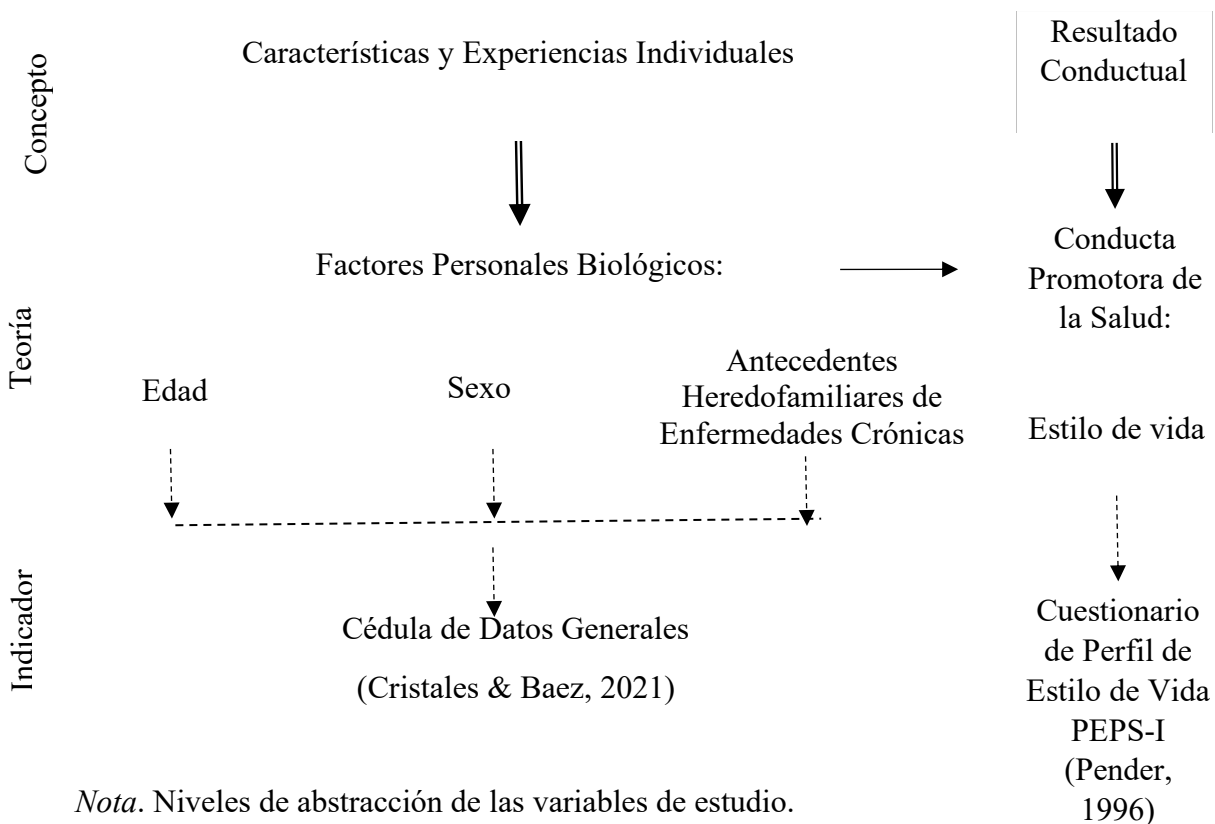 Concepto
Características y Experiencias Individuales
Resultado
Conductual
Teoría
Factores Personales Biológicos:
Conducta
Promotora de
la Salud:
Edad
Sexo
Antecedentes
Heredofamiliares de
Enfermedades Crónicas
Estilo de vida
Indicador
Cédula de Datos Generales
(Cristales & Baez, 2021)
Cuestionario
de Perfil de
Estilo de Vida
PEPS-I
(Pender,
1996)
Nota. Niveles de abstracción de las variables de estudio.